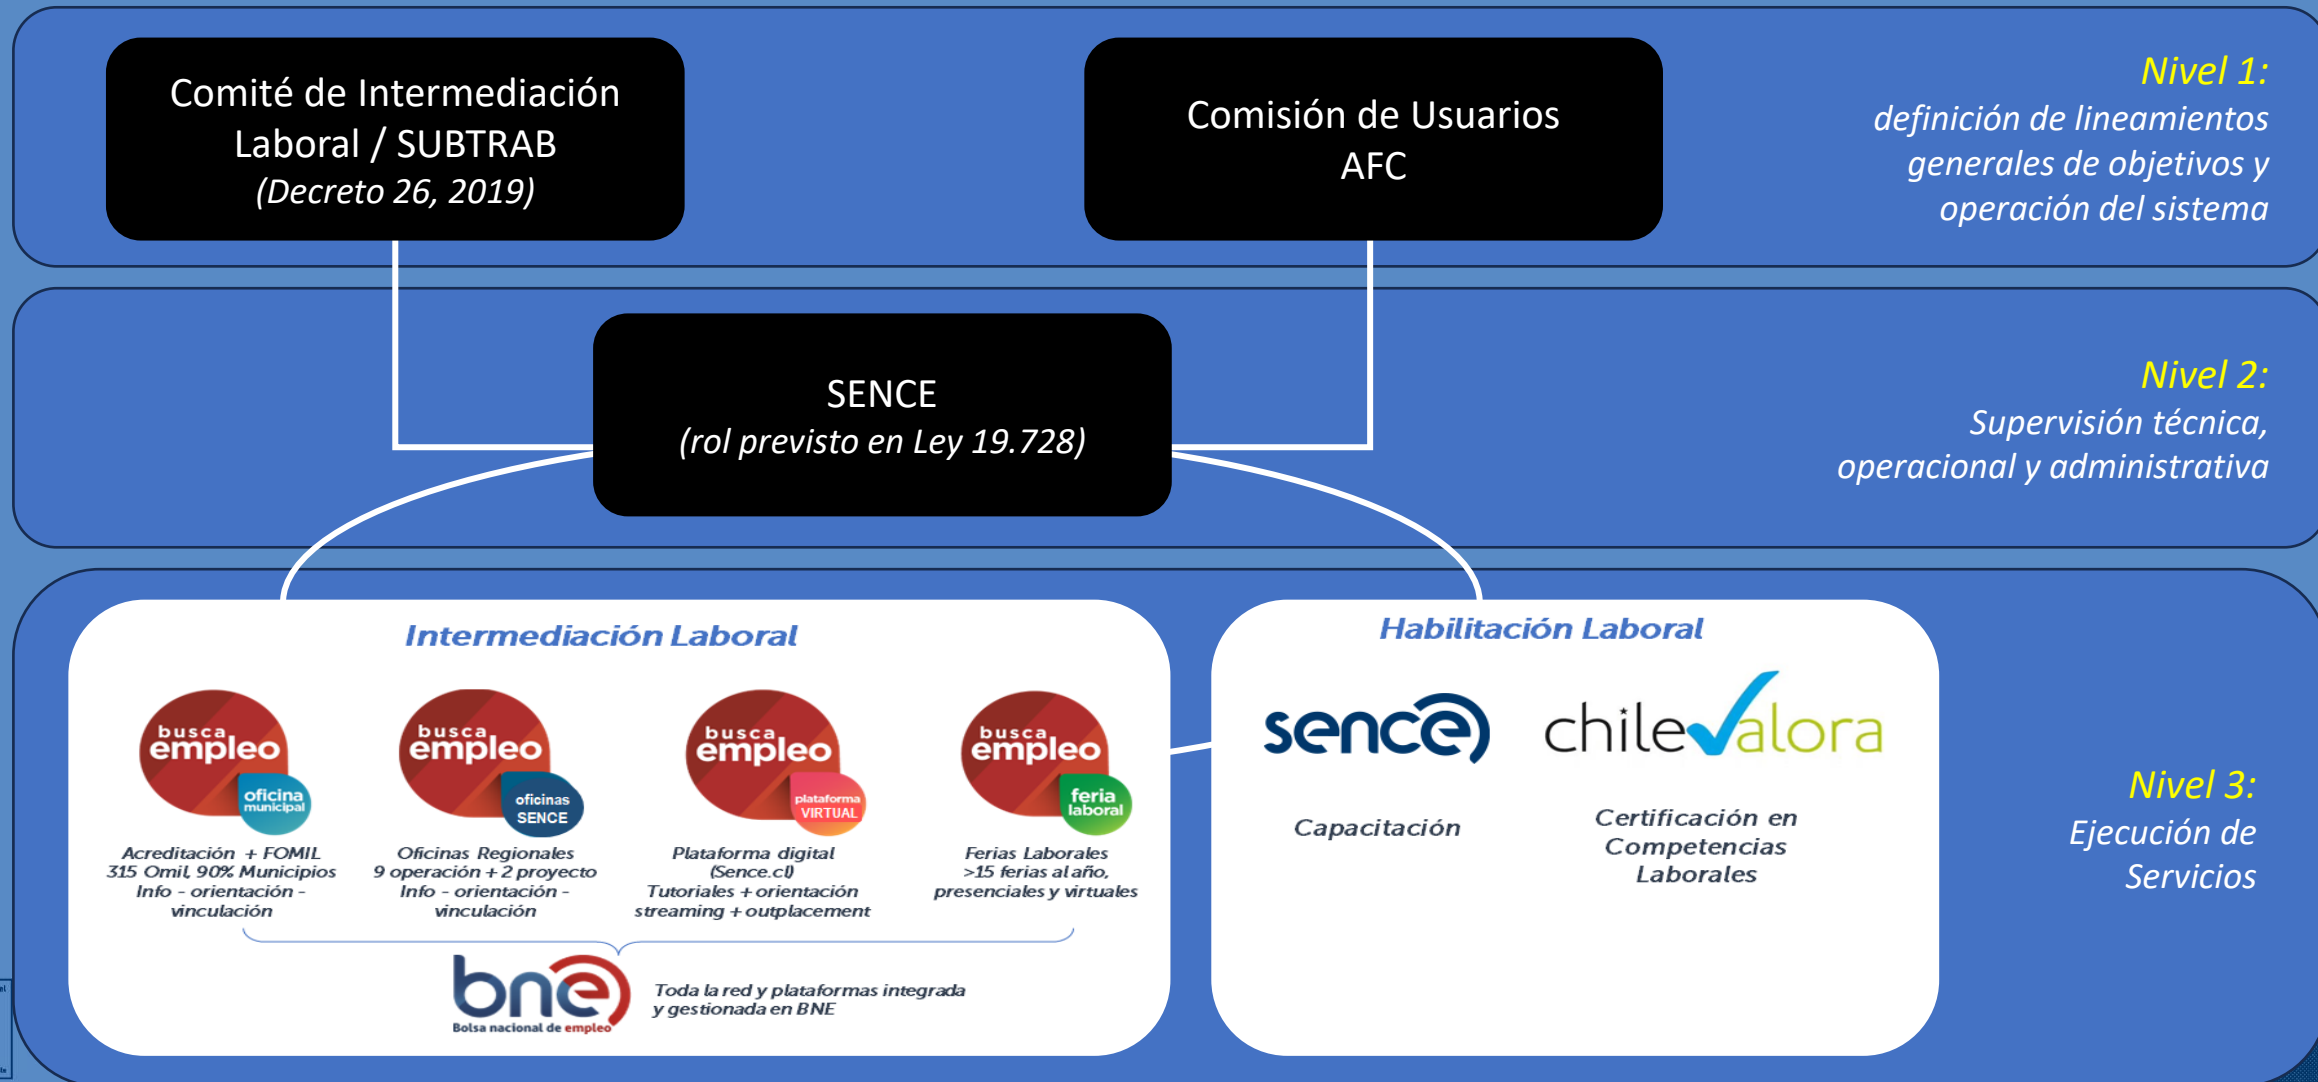 Comité de Intermediación
Laboral / SUBTRAB
(Decreto 26, 2019)
Comisión de Usuarios
AFC
Nivel 1:
definición de lineamientos
generales de objetivos y
operación del sistema
SENCE
(rol previsto en Ley 19.728)
Nivel 2:
Supervisión técnica,
operacional y administrativa
Intermediación Laboral
busca
empleo
oficina
municipal
Acreditación + FOMIL
315 Omil, 90% Municipios
Info - orientación -
vinculación
busca
empleo
oficinas
SENCE
Oficinas Regionales
9 operación + 2 proyecto
Info - orientación -
vinculación
busca
empleo
plataforma
VIRTUAL
Plataforma digital
(Sence.cl)
Tutoriales + orientación
streaming + outplacement
busca
empleo
feria
laboral
Ferias Laborales
>15 ferias al año,
presenciales y virtuales
bne
Bolsa nacional de empleo
Toda la red y plataformas integrada
y gestionada en BNE
Habilitación Laboral
sence
Capacitación
chilevalora
Certificación en
Competencias
Laborales
Nivel 3:
Ejecución de
Servicios